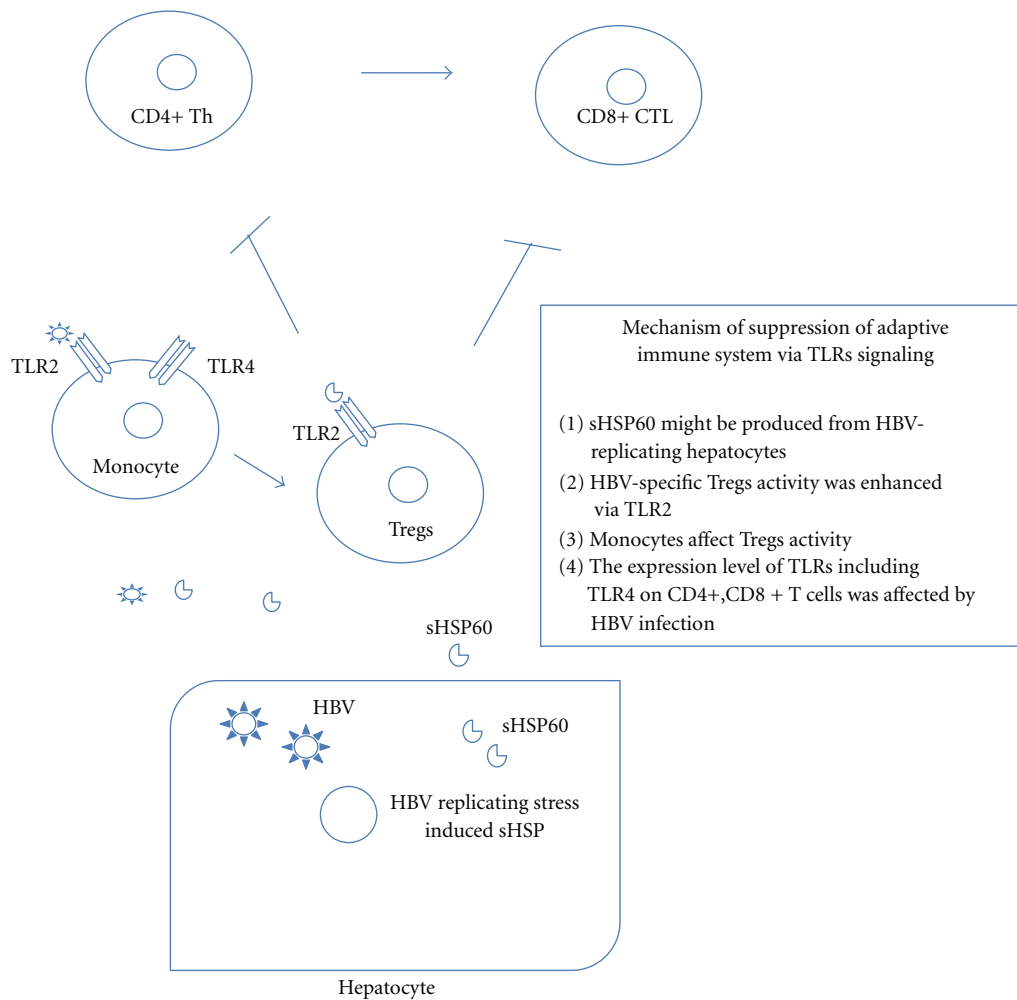 CD4+ Th
CD8+ CTL
TLR2
TLR4
Monocyte
TLR2
Tregs
Mechanism of suppression of adaptive
immune system via TLRs signaling
(1) sHSP60 might be produced from HBV-
replicating hepatocytes
(2) HBV-specific Tregs activity was enhanced
via TLR2
(3) Monocytes affect Tregs activity
(4) The expression level of TLRs including
TLR4 on CD4+,CD8 + T cells was affected by
HBV infection
sHSP60
HBV
sHSP60
HBV replicating stress
induced sHSP
Hepatocyte